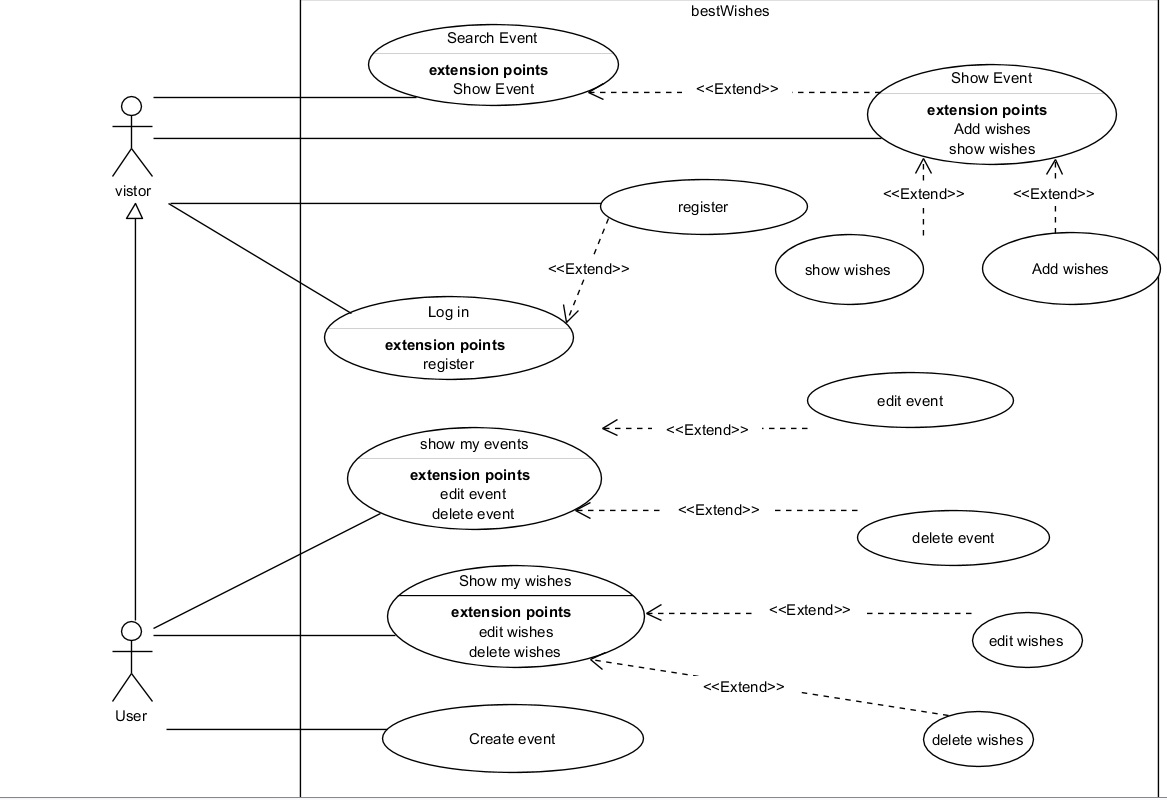 bestWishes
Search Event
extension points
Show Event
<<Extend>>
Show Event
extension points
Add wishes
show wishes
vistor
<<Extend>>
<<Extend>>
register
show wishes
Add wishes
<<Extend>>
Log in
extension points
register
edit event
<<Extend>>
show my events
extension points
edit event
delete event
<<Extend>>
delete event
Show my wishes
extension points
edit wishes
delete wishes
<<Extend>>
edit wishes
<<Extend>>
User
Create event
delete wishes